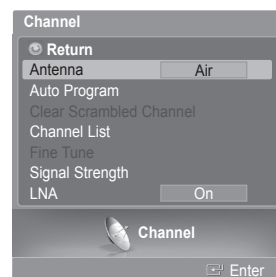 Channel
Return
Antenna Air
Auto Program
Clear Scrambled Channel
Channel List
Fine Tune
Signal Strength
LNA On
Channel
Enter